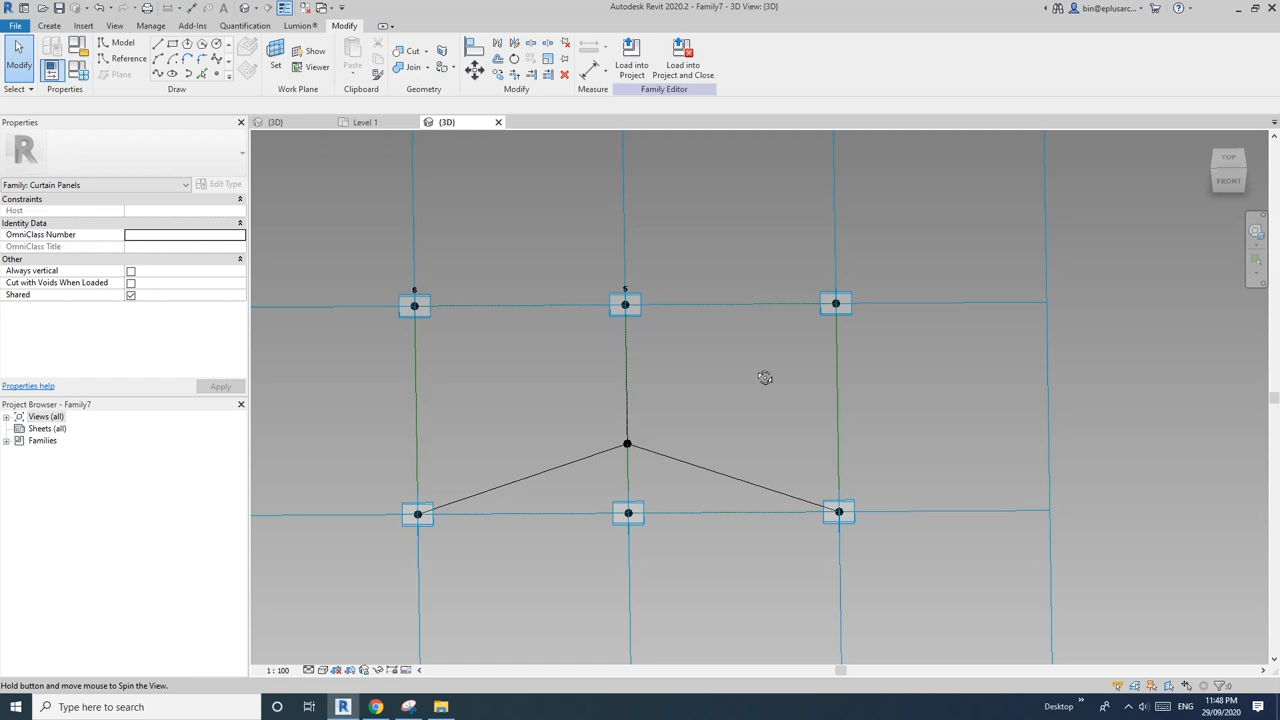 Autodesk Revit 2020.2 - 3D View: {3D} - Family7
bin@eplusarc...
File Create Insert View Manage Add-Ins Quantification Lumion® Modify
Modify
Select
Properties
Model
Reference
Plane
Draw
Set
Show
Viewer
Work Plane
Paste
Clipboard
Cut
Join
Geometry
Modify
Measure
Load into Project
Load into Project and Close
Family Editor
Properties
{3D} Level 1 {3D}
R
Family: Curtain Panels Edit Type
Constraints
Host
Identity Data
OmniClass Number
OmniClass Title
Other
Always vertical
Cut with Voids When Loaded
Shared
Properties help Apply
Project Browser - Family7
Views (all)
Sheets (all)
Families
TOP
FRONT
6 5
1 : 100
Hold button and move mouse to Spin the View.
:0
Type here to search
Desktop
ENG
11:48 PM
29/09/2020